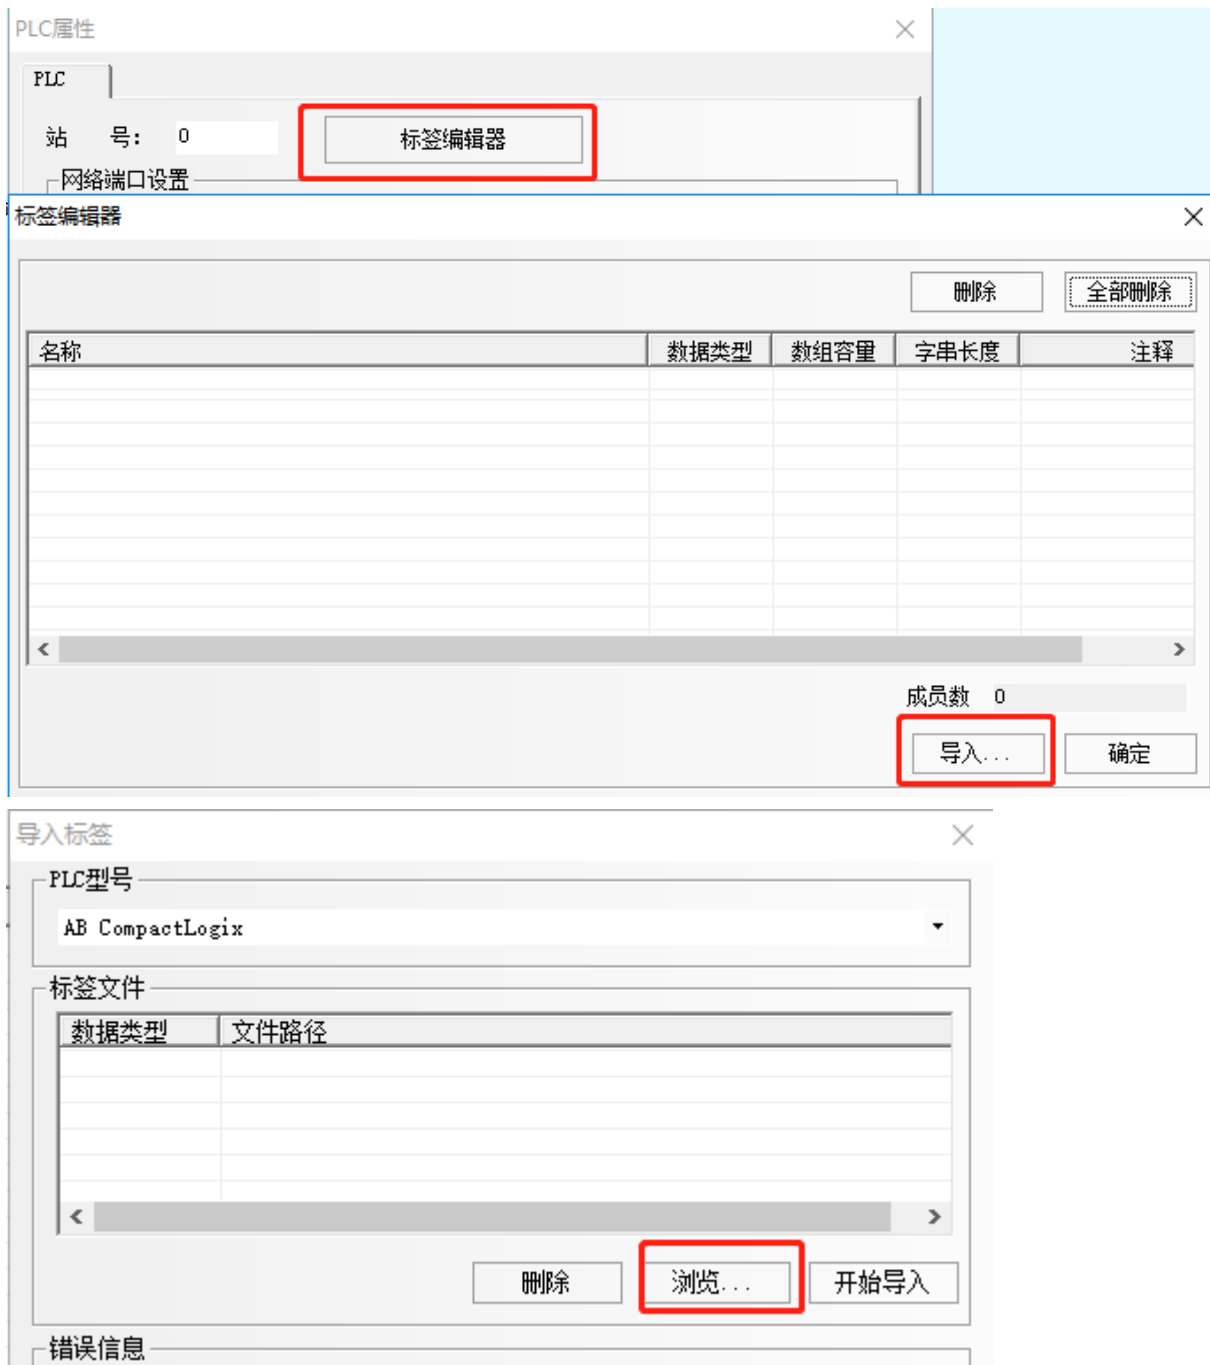 PLC属性
PLC
站 号： 0 标签编辑器
网络端口设置
标签编辑器
删除 全部删除
名称 数据类型 数组容量 字串长度 注释
成员数 0
导入... 确定
导入标签
PLC型号
AB CompactLogix
标签文件
数据类型 文件路径
删除 浏览... 开始导入
错误信息